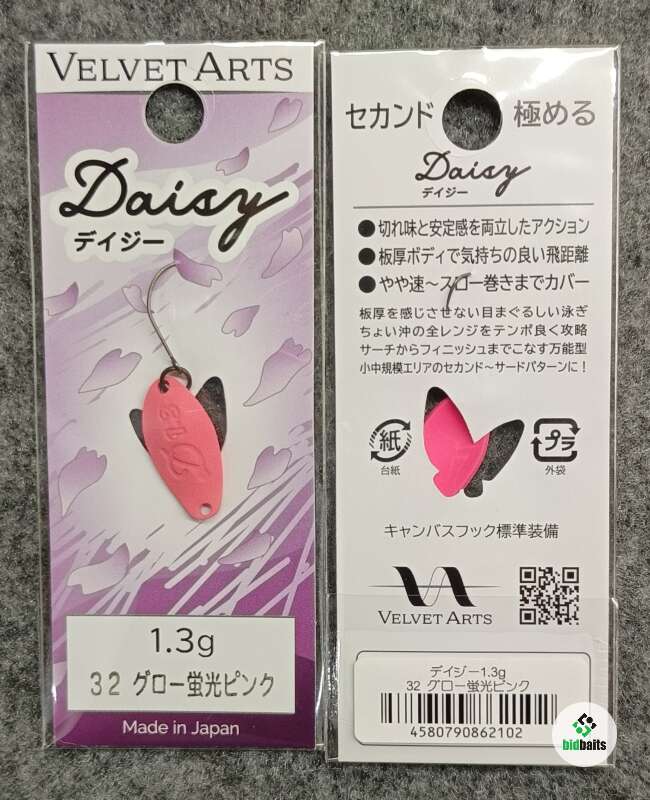 VELVET ARTS
Daisy
デイジー
1.3g
32 グロー蛍光ピンク
Made in Japan
セカンド 極める
Daisy
デイジー
●切れ味と安定感を両立したアクション
●板厚ボディで気持ちの良い飛距離
●やや速〜スロー巻きまでカバー
板厚を感じさせない目まぐるしい泳ぎ
ちょい沖の全レンジをテンポ良く攻略
サーチからフィニッシュまでこなす万能型
小中規模エリアのセカンド〜サードパターンに！
紙
台紙
プラ
外袋
キャンバスフック標準装備
VELVET ARTS
デイジー1.3g
32 グロー蛍光ピンク
4580790862102
bidbaits